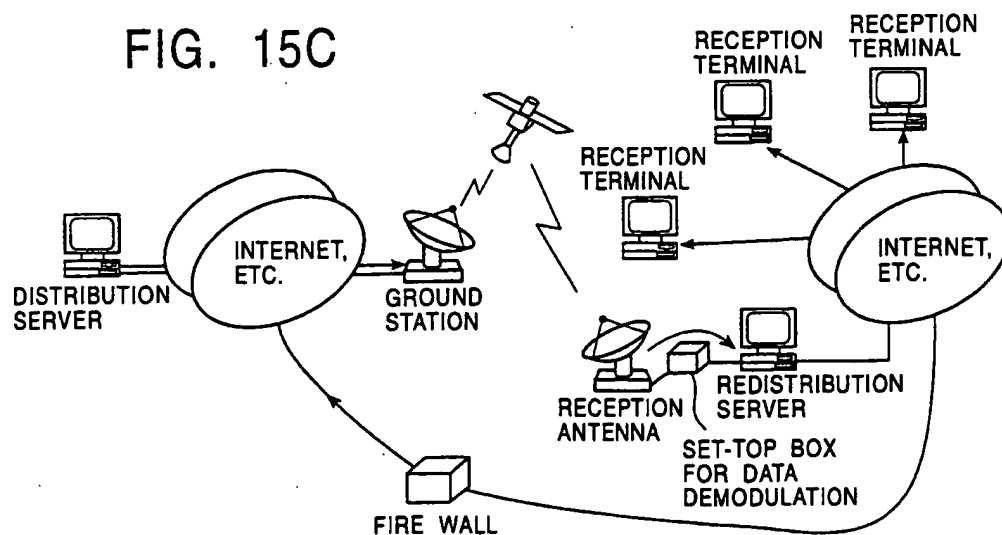 FIG. 15C
RECEPTION
TERMINAL
RECEPTION
TERMINAL
RECEPTION
TERMINAL
INTERNET,
ETC.
INTERNET,
ETC.
DISTRIBUTION
SERVER
GROUND
STATION
RECEPTION
ANTENNA
REDISTRIBUTION
SERVER
SET-TOP BOX
FOR DATA
DEMODULATION
FIRE WALL